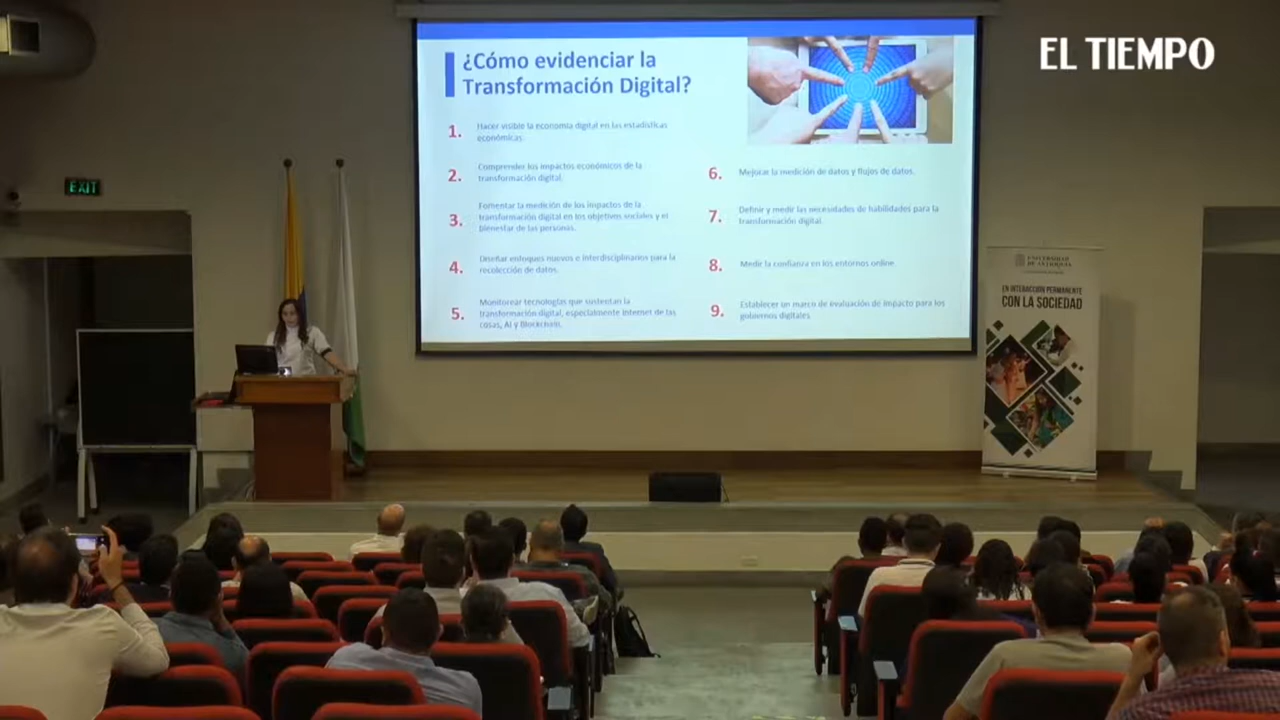 EL TIEMPO
¿Cómo evidenciar la
Transformación Digital?
1.
Hacer visible la economía digital en las estadísticas
económicas.
2.
Comprender los impactos económicos de la
transformación digital.
3.
Fomentar la medición de los impactos de la
transformación digital en los objetivos sociales y el
bienestar de las personas.
4.
Diseñar enfoques nuevos e interdisciplinarios para la
recolección de datos.
5.
Monitorear tecnologías que sustentan la
transformación digital, especialmente Internet de las
cosas, AI y Blockchain.
6.
Mejorar la medición de datos y flujos de datos.
7.
Definir y medir las necesidades de habilidades para la
transformación digital.
8.
Medir la confianza en los entornos online.
9.
Establecer un marco de evaluación de impacto para los
gobiernos digitales.
EXIT
UNIVERSIDAD
DE ANTIOQUIA
EN INTERACCIÓN PERMANENTE
CON LA SOCIEDAD